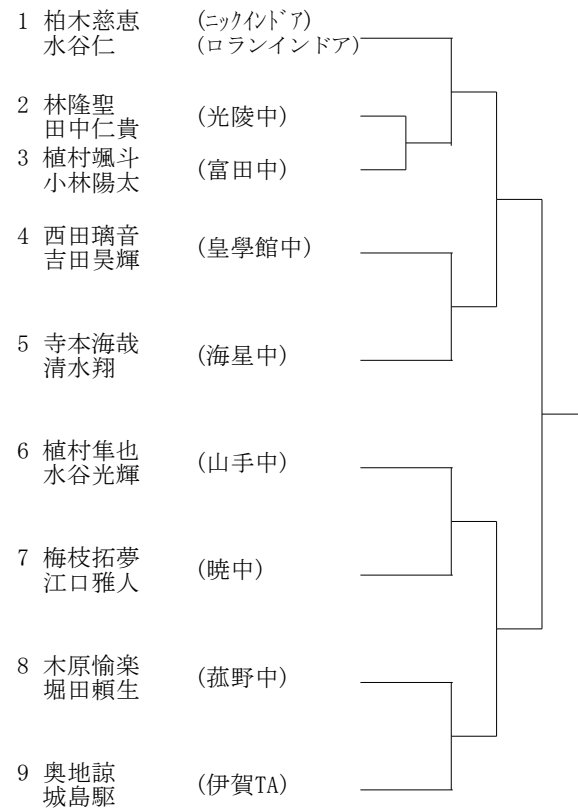 1 柏木慈恵 (ニックインドア)
水谷仁 (ロランインドア)
2 林隆聖
田中仁貴 (光陵中)
3 植村颯斗
小林陽太 (富田中)
4 西田璃音
吉田昊輝 (皇學館中)
5 寺本海哉
清水翔 (海星中)
6 植村隼也
水谷光輝 (山手中)
7 梅枝拓夢
江口雅人 (暁中)
8 木原愉楽
堀田頼生 (菰野中)
9 奥地諒
城島駆 (伊賀TA)